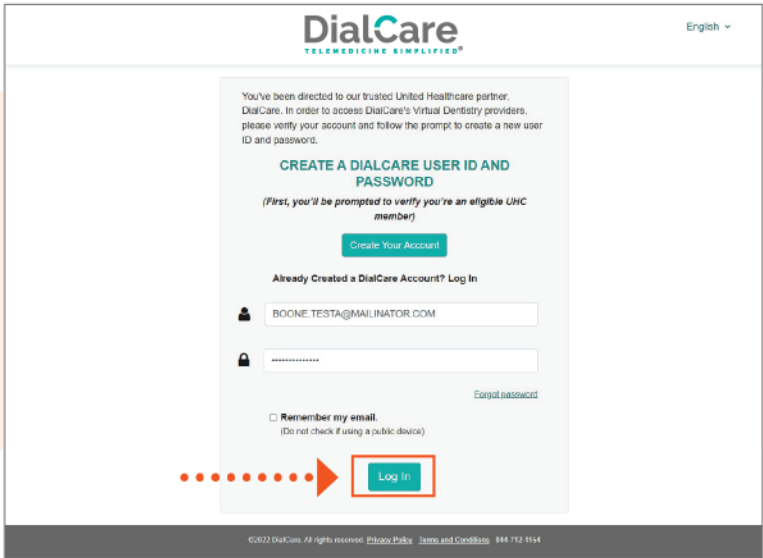 DialCare
TELEMEDICINE SIMPLIFIED®
English
You've been directed to our trusted United Healthcare partner,
DialCare. In order to access DialCare's Virtual Dentistry providers,
please verify your account and follow the prompt to create a new user
ID and password.
CREATE A DIALCARE USER ID AND
PASSWORD
(First, you'll be prompted to verify you're an eligible UHC
member)
Create Your Account
Already Created a DialCare Account? Log In
BOONE.TESTA@MAILINATOR.COM
Forgot password
Remember my email.
(Do not check if using a public device)
Log In
©2022 DialCare. All rights reserved. Privacy Policy Terms and Conditions